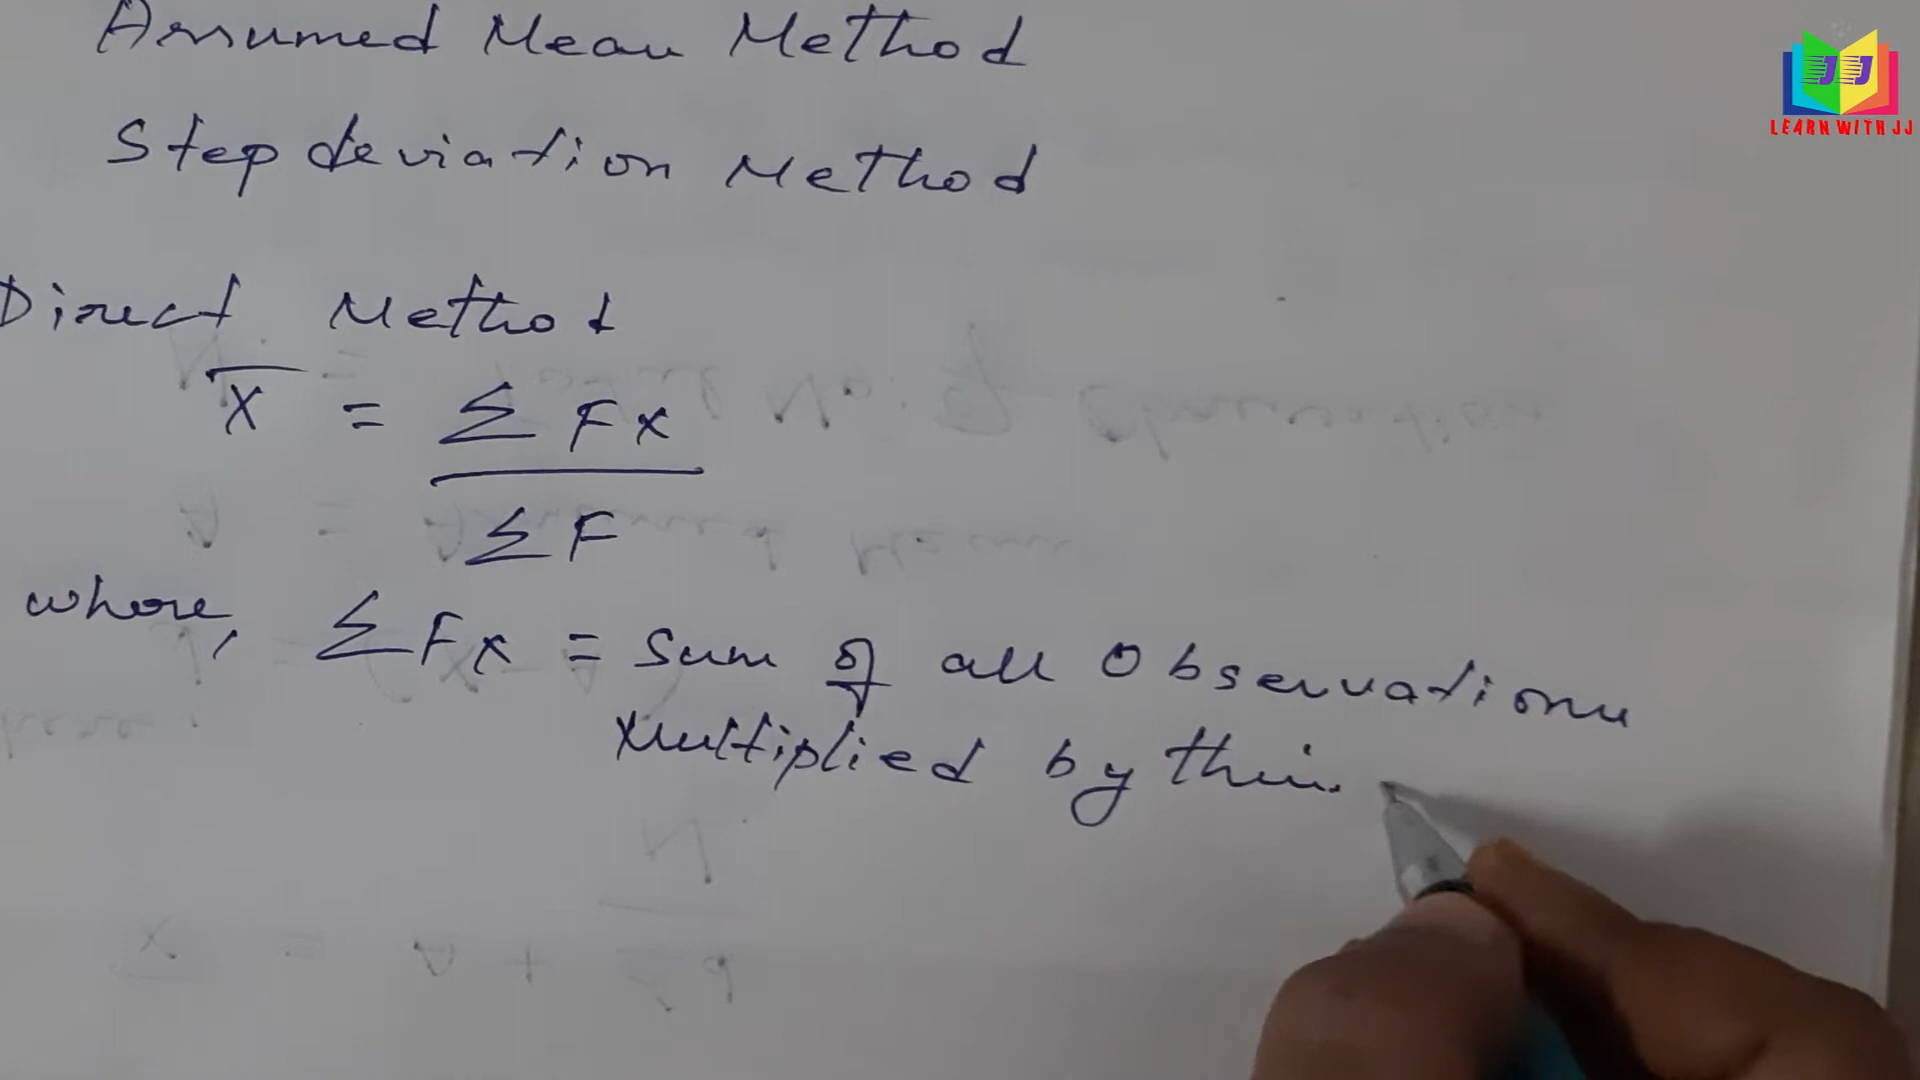 Assumed Mean Method
Step deviation Method
Direct Method
X̄ = ΣFx
ΣF
where, ΣFx = Sum of all Observations
Multiplied by their
LEARN WITH JJ